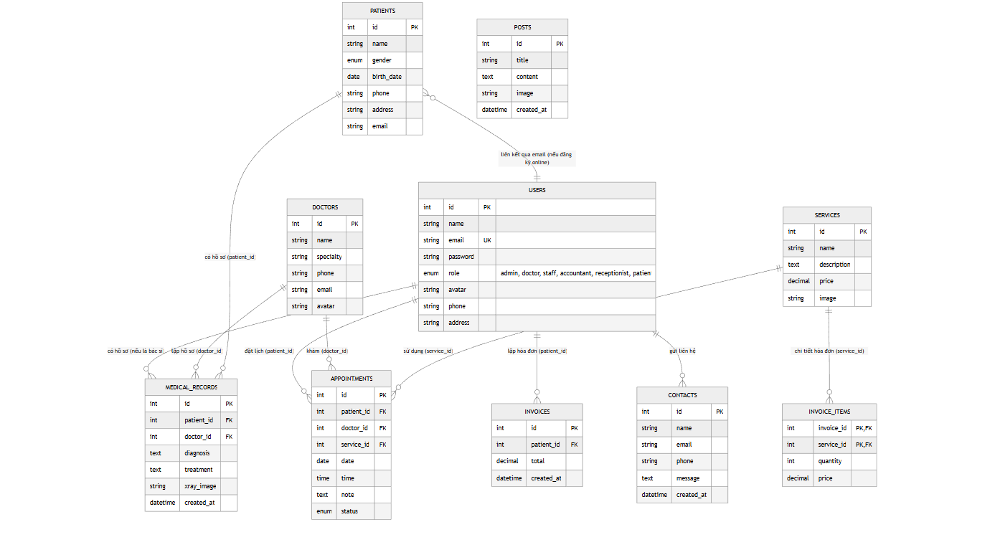 PATIENTS
int id PK
string name
enum gender
date birth_date
string phone
string address
string email
POSTS
int id PK
string title
text content
string image
datetime created_at
liên kết qua email (nếu đăng
ký online)
USERS
int id PK
string name
string email UK
string password
enum role admin, doctor, staff, accountant, receptionist, patient
string avatar
string phone
string address
DOCTORS
int id PK
string name
string specialty
string phone
string email
string avatar
SERVICES
int id PK
string name
text description
decimal price
string image
có hồ sơ (patient_id)
có hồ sơ (nếu là bác sĩ)
lập hồ sơ (doctor_id)
đặt lịch (patient_id)
khám (doctor_id)
sử dụng (service_id)
lập hóa đơn (patient_id)
gửi liên hệ
chi tiết hóa đơn (service_id)
MEDICAL_RECORDS
int id PK
int patient_id FK
int doctor_id FK
text diagnosis
text treatment
string xray_image
datetime created_at
APPOINTMENTS
int id PK
int patient_id FK
int doctor_id FK
int service_id FK
date date
time time
text note
enum status
INVOICES
int id PK
int patient_id FK
decimal total
datetime created_at
CONTACTS
int id PK
string name
string email
string phone
text message
datetime created_at
INVOICE_ITEMS
int invoice_id PK,FK
int service_id PK,FK
int quantity
decimal price